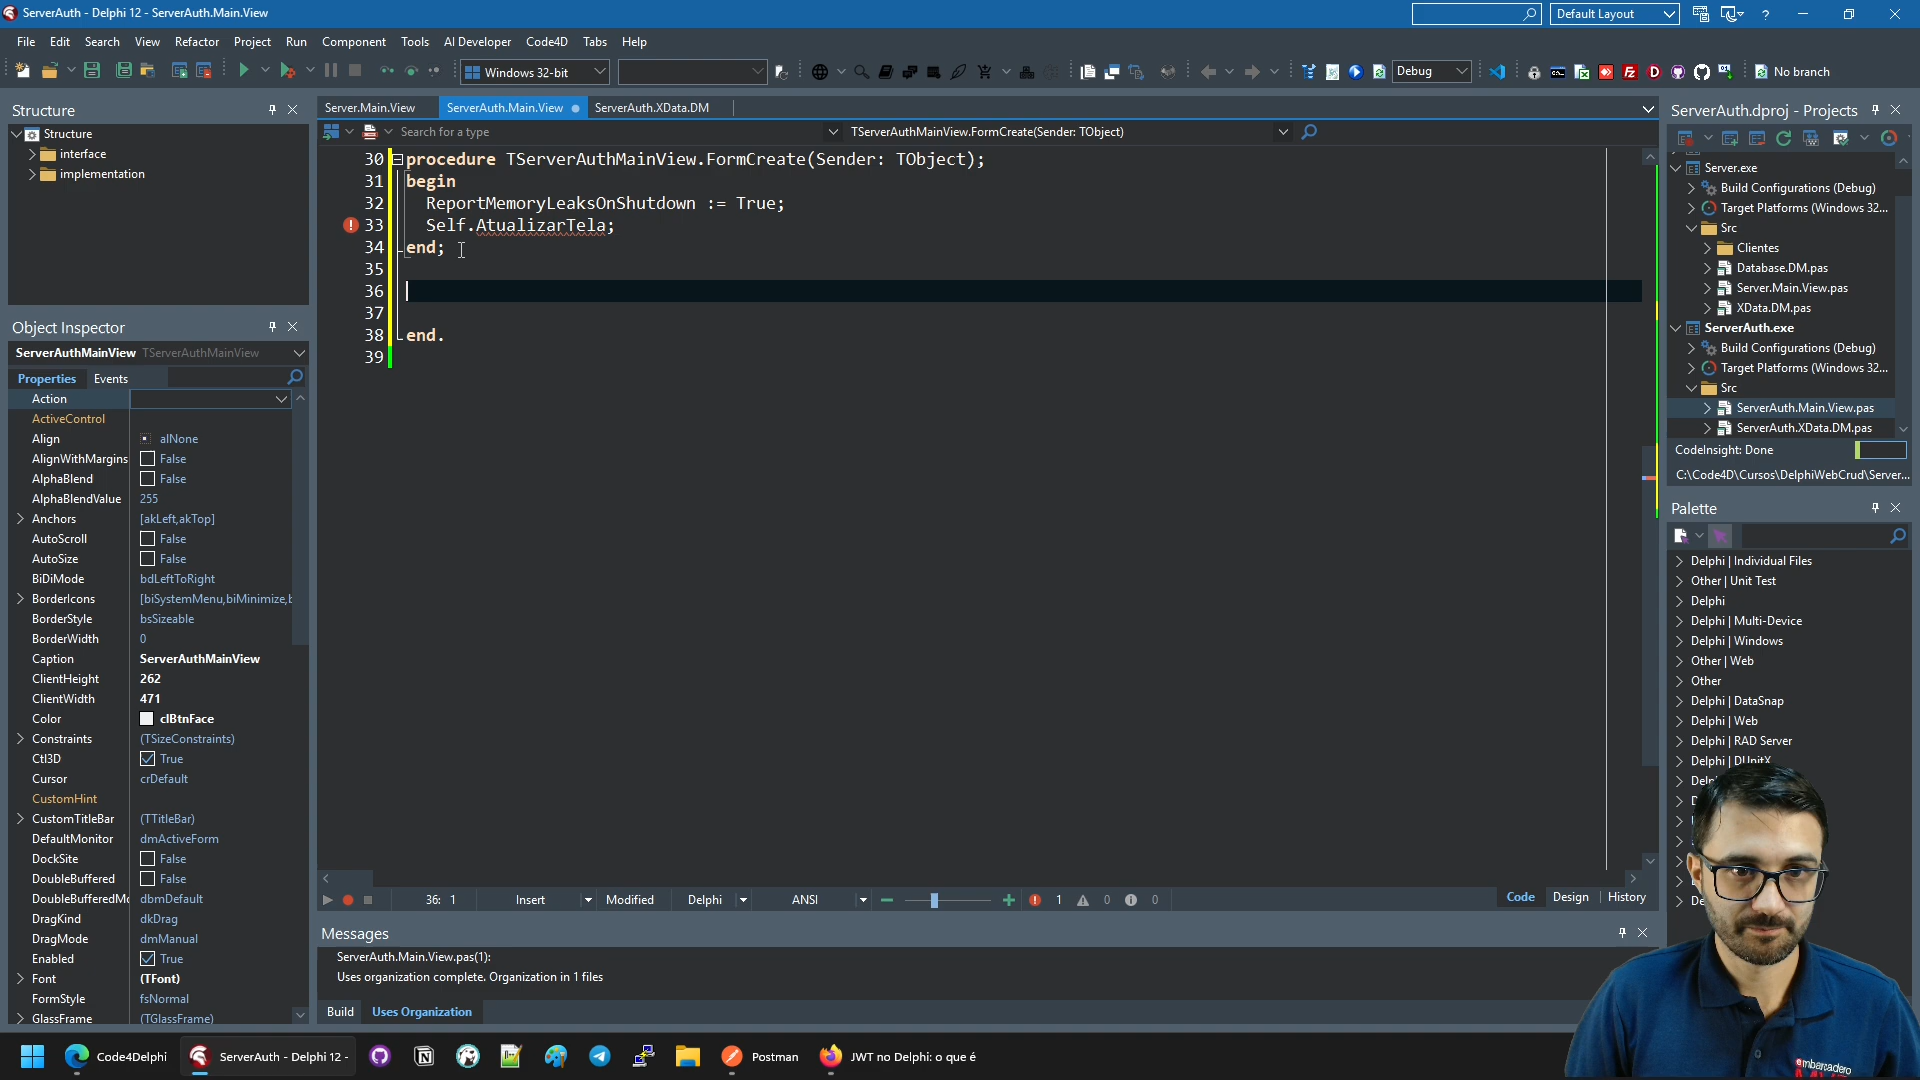 ServerAuth - Delphi 12 - ServerAuth.Main.View
Default Layout
?
File Edit Search View Refactor Project Run Component Tools AI Developer Code4D Tabs Help
Windows 32-bit
Debug
No branch
Structure
Structure
interface
implementation
Object Inspector
ServerAuthMainView TServerAuthMainView
Properties Events
Action
ActiveControl
Align alNone
AlignWithMargins False
AlphaBlend False
AlphaBlendValue 255
Anchors [akLeft,akTop]
AutoScroll False
AutoSize False
BiDiMode bdLeftToRight
BorderIcons [biSystemMenu,biMinimize,
BorderStyle bsSizeable
BorderWidth 0
Caption ServerAuthMainView
ClientHeight 262
ClientWidth 471
Color clBtnFace
Constraints (TSizeConstraints)
Ctl3D True
Cursor crDefault
CustomHint
CustomTitleBar (TTitleBar)
DefaultMonitor dmActiveForm
DockSite False
DoubleBuffered False
DoubleBufferedMo dbmDefault
DragKind dkDrag
DragMode dmManual
Enabled True
Font (TFont)
FormStyle fsNormal
GlassFrame (TGlassFrame)
Server.Main.View ServerAuth.Main.View ServerAuth.XData.DM
Search for a type TServerAuthMainView.FormCreate(Sender: TObject)
30 procedure TServerAuthMainView.FormCreate(Sender: TObject);
31 begin
32 ReportMemoryLeaksOnShutdown := True;
33 Self.AtualizarTela;
34 end;
35
36
37
38 end.
39
36: 1 Insert Modified Delphi ANSI 1 0 0 Code Design History
Messages
ServerAuth.Main.View.pas(1):
Uses organization complete. Organization in 1 files
Build Uses Organization
ServerAuth.dproj - Projects
Server.exe
Build Configurations (Debug)
Target Platforms (Windows 32...
Src
Clientes
Database.DM.pas
Server.Main.View.pas
XData.DM.pas
ServerAuth.exe
Build Configurations (Debug)
Target Platforms (Windows 32...
Src
ServerAuth.Main.View.pas
ServerAuth.XData.DM.pas
CodeInsight: Done
C:\Code4D\Cursos\DelphiWebCrud\Server...
Palette
Delphi | Individual Files
Other | Unit Test
Delphi
Delphi | Multi-Device
Delphi | Windows
Other | Web
Other
Delphi | DataSnap
Delphi | Web
Delphi | RAD Server
Delphi | DUnitX
embarcadero
Code4Delphi
ServerAuth - Delphi 12 -
Postman
JWT no Delphi: o que é